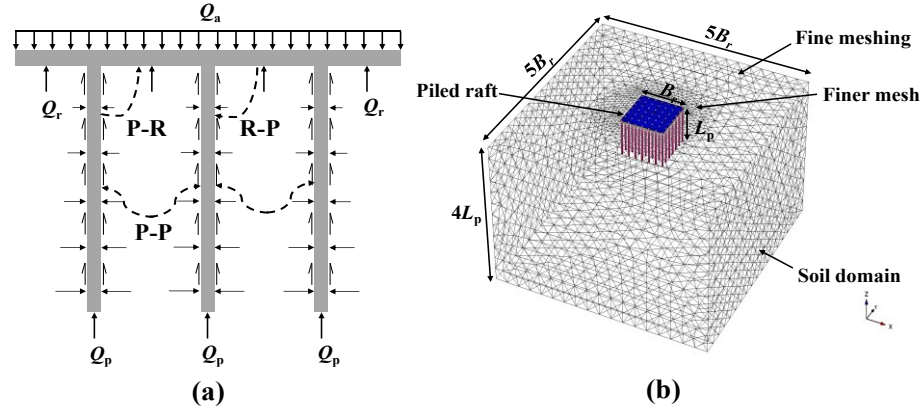 Qa
Qr
Qr
P-R
R-P
P-P
Qp
Qp
Qp
(a)
5Br
5Br
Fine meshing
Piled raft
Br
Finer mesh
Lp
4Lp
Soil domain
z
Y
x
(b)